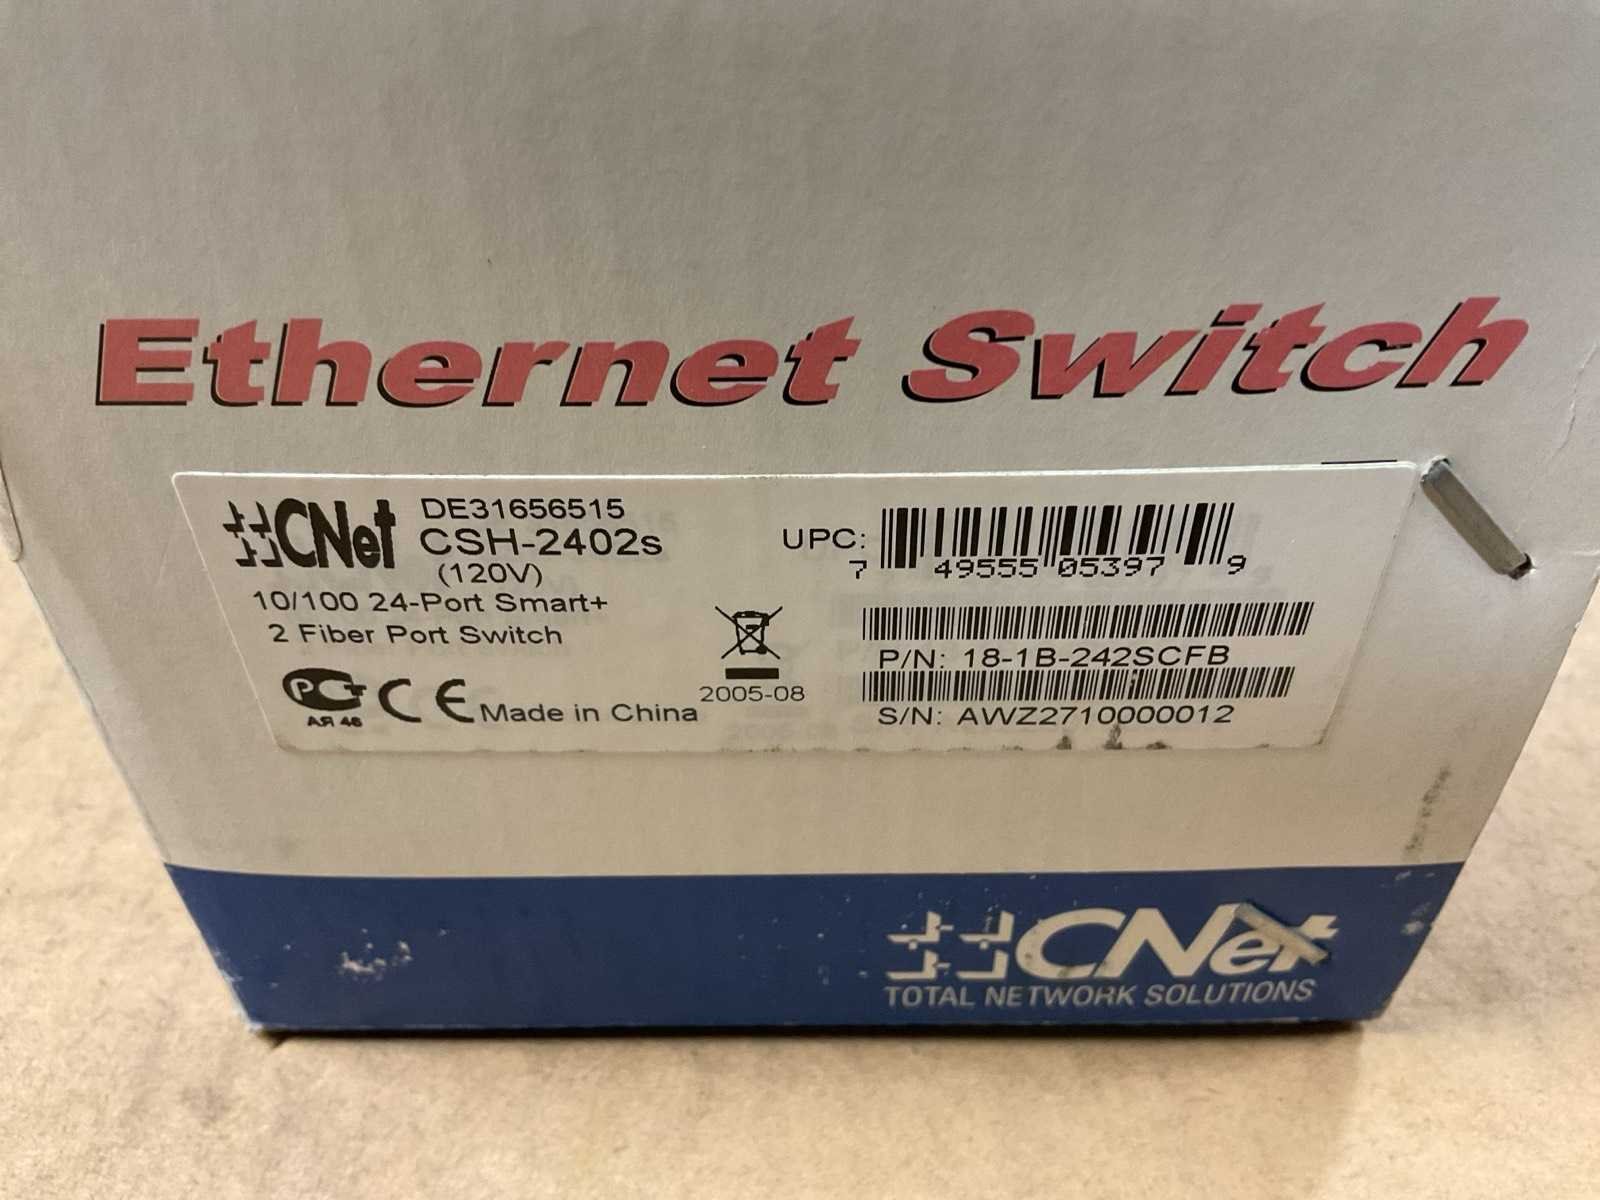 Ethernet Switch
CNet
DE31656515
CSH-2402s
(120V)
10/100 24-Port Smart+
2 Fiber Port Switch
РСТ
АЯ 46
CE
Made in China
2005-08
UPC:
7 49555 05397 9
P/N: 18-1B-242SCFB
S/N: AWZ2710000012
CNet
TOTAL NETWORK SOLUTIONS